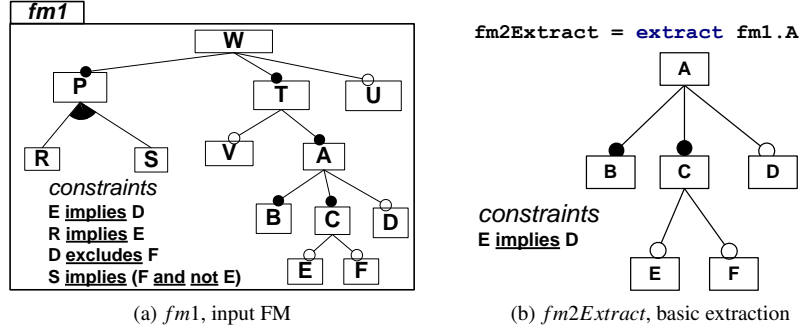 fm1
W
P
T
U
R
S
V
A
B
C
D
E
F
constraints
E implies D
R implies E
D excludes F
S implies (F and not E)
(a) fm1, input FM
fm2Extract = extract fm1.A
A
B
C
D
E
F
constraints
E implies D
(b) fm2Extract, basic extraction